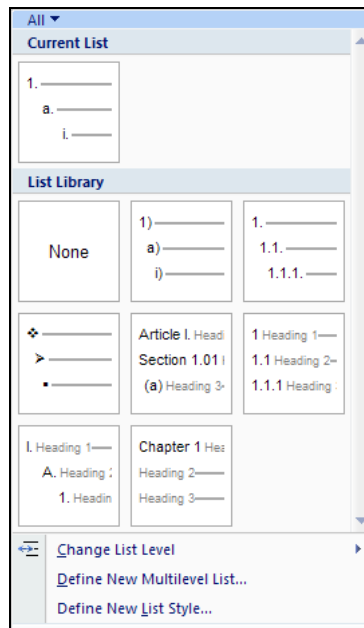 All
Current List
1.
a.
i.
List Library
None
1)
a)
i)
1.
1.1.
1.1.1.
Article I. Head
Section 1.01
(a) Heading 3
1 Heading 1
1.1 Heading 2
1.1.1 Heading
I. Heading 1
A. Heading
1. Headin
Chapter 1 Hea
Heading 2
Heading 3
Change List Level
Define New Multilevel List...
Define New List Style...